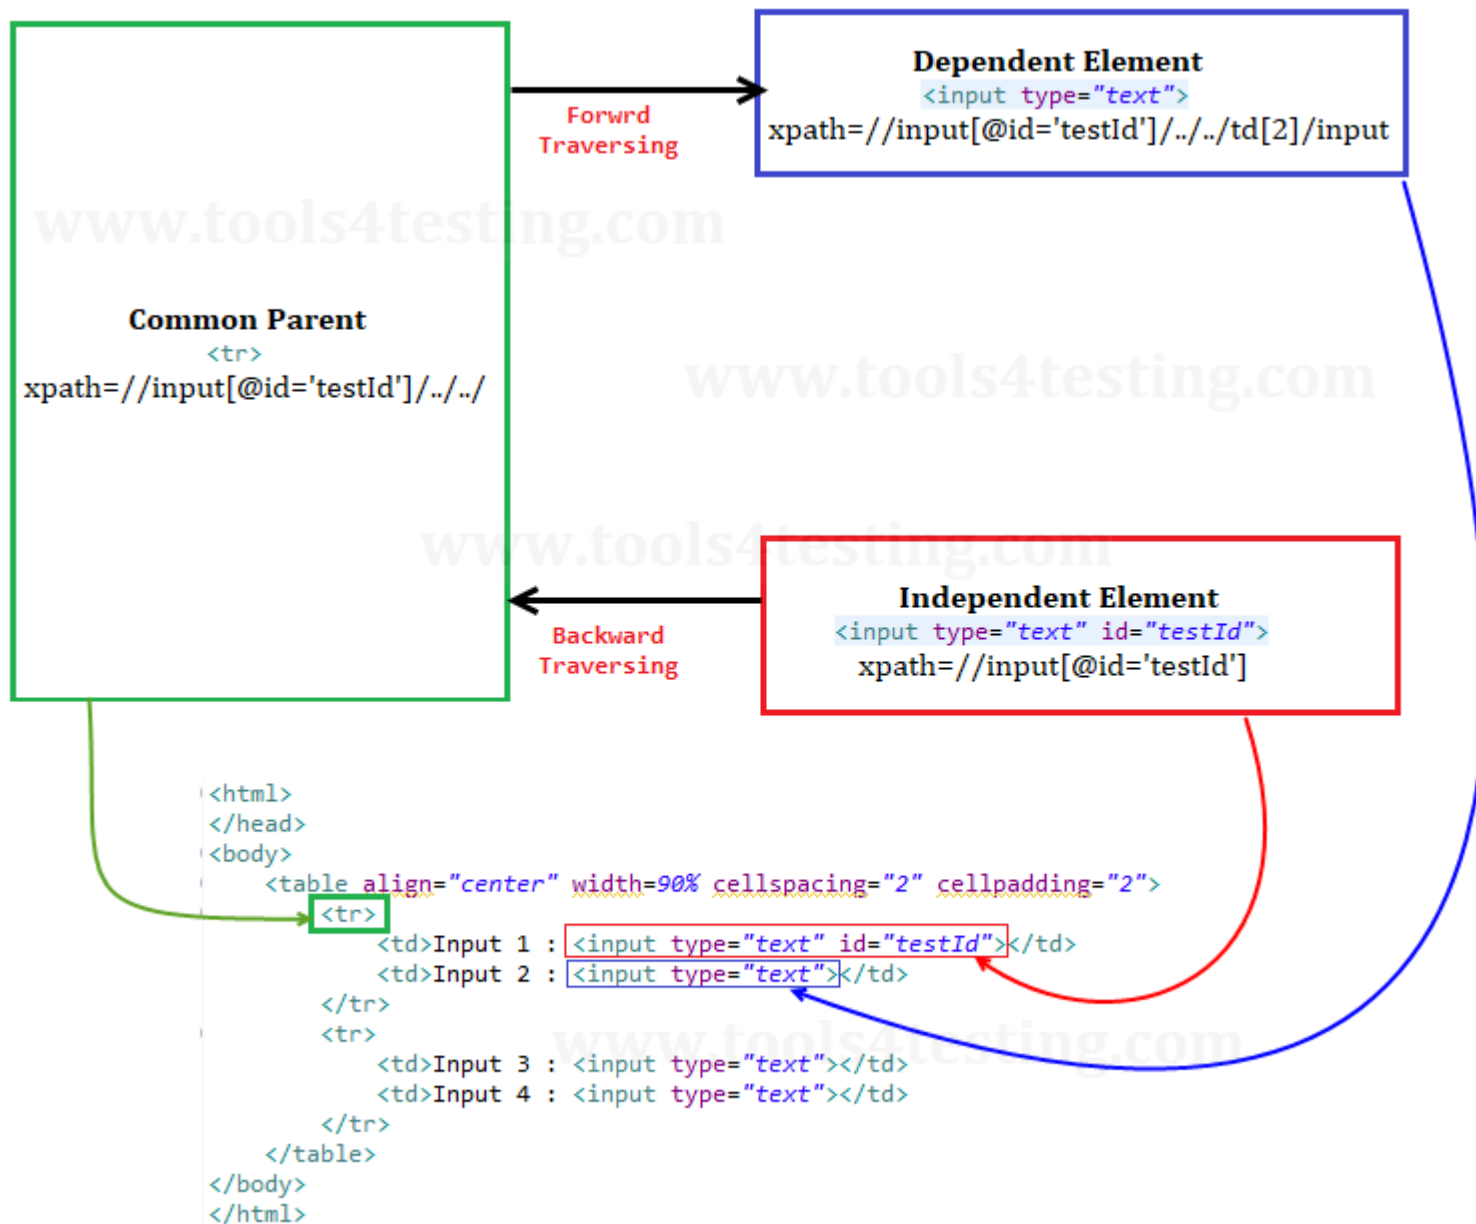 Dependent Element
<input type="text">
xpath=//input[@id='testId']/../../td[2]/input
Forwrd
Traversing
www.tools4testing.com
Common Parent
<tr>
xpath=//input[@id='testId']/../../
www.tools4testing.com
www.tools4testing.com
Independent Element
<input type="text" id="testId">
xpath=//input[@id='testId']
Backward
Traversing
<html>
</head>
<body>
<table align="center" width=90% cellspacing="2" cellpadding="2">
<tr>
<td>Input 1 : <input type="text" id="testId"></td>
<td>Input 2 : <input type="text"></td>
</tr>
<tr>
www.tools4testing.com
<td>Input 3 : <input type="text"></td>
<td>Input 4 : <input type="text"></td>
</tr>
</table>
</body>
</html>